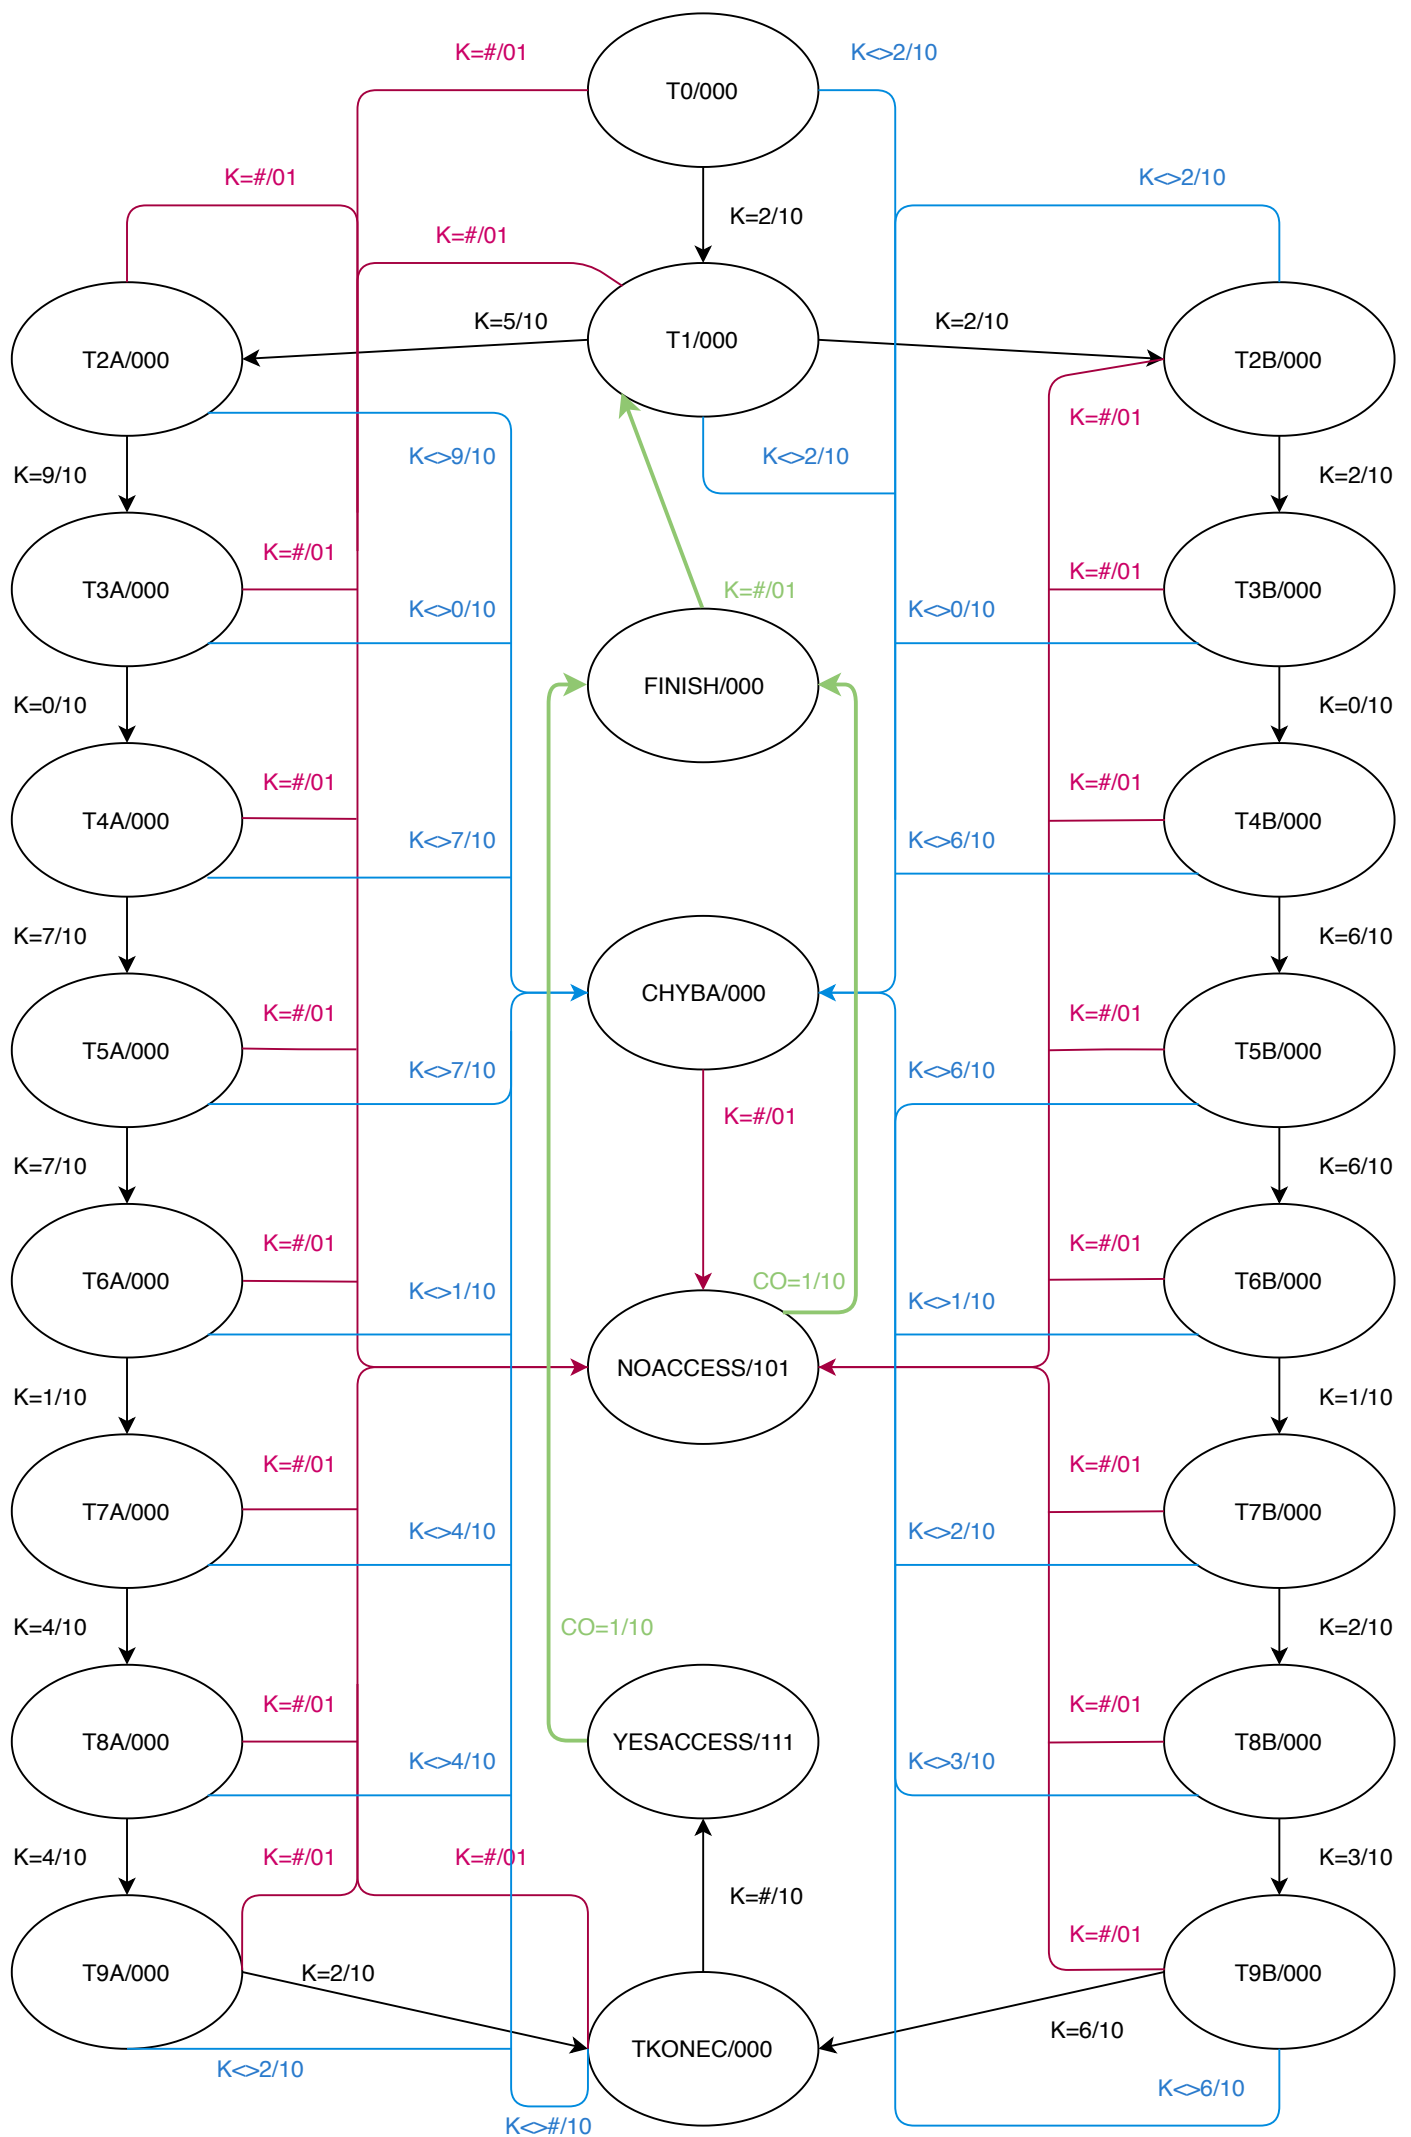 K=#/01
K<>2/10
T0/000
K=#/01
K<>2/10
K=2/10
K=#/01
K=5/10
K=2/10
T1/000
T2A/000
T2B/000
K=#/01
K<>9/10
K<>2/10
K=9/10
K=2/10
K=#/01
K=#/01
T3A/000
K=#/01
T3B/000
K<>0/10
K<>0/10
FINISH/000
K=0/10
K=0/10
K=#/01
K=#/01
T4A/000
T4B/000
K<>7/10
K<>6/10
K=7/10
K=6/10
CHYBA/000
K=#/01
K=#/01
T5A/000
T5B/000
K<>7/10
K<>6/10
K=#/01
K=7/10
K=6/10
K=#/01
K=#/01
T6A/000
CO=1/10
T6B/000
K<>1/10
K<>1/10
NOACCESS/101
K=1/10
K=1/10
K=#/01
K=#/01
T7A/000
T7B/000
K<>4/10
K<>2/10
K=4/10
CO=1/10
K=2/10
K=#/01
K=#/01
T8A/000
YESACCESS/111
T8B/000
K<>4/10
K<>3/10
K=4/10
K=#/01
K=#/01
K=3/10
K=#/10
K=#/01
T9A/000
K=2/10
T9B/000
K=6/10
TKONEC/000
K<>2/10
K<>6/10
K<>#/10